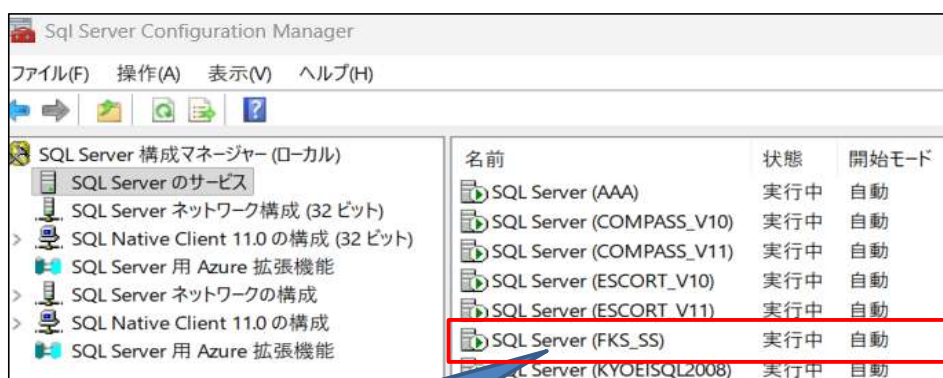 Sql Server Configuration Manager
ファイル(F) 操作(A) 表示(V) ヘルプ(H)
SQL Server 構成マネージャー (ローカル)
SQL Server のサービス
SQL Server ネットワーク構成 (32 ビット)
SQL Native Client 11.0 の構成 (32 ビット)
SQL Server 用 Azure 拡張機能
SQL Server ネットワークの構成
SQL Native Client 11.0 の構成
SQL Server 用 Azure 拡張機能
名前 状態 開始モード
SQL Server (AAA) 実行中 自動
SQL Server (COMPASS_V10) 実行中 自動
SQL Server (COMPASS_V11) 実行中 自動
SQL Server (ESCORT_V10) 実行中 自動
SQL Server (ESCORT_V11) 実行中 自動
SQL Server (FKS_SS) 実行中 自動
SQL Server (KYOEISQL2008) 実行中 自動